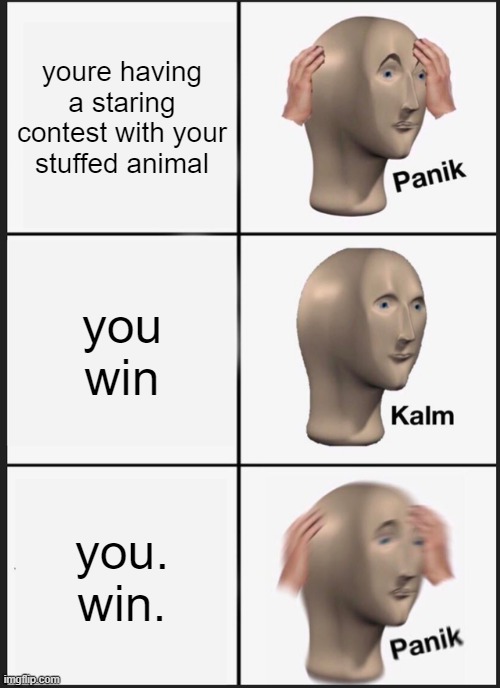 youre having
a staring
contest with your
stuffed animal
Panik
you
win
Kalm
you.
win.
Panik
imgflip.com